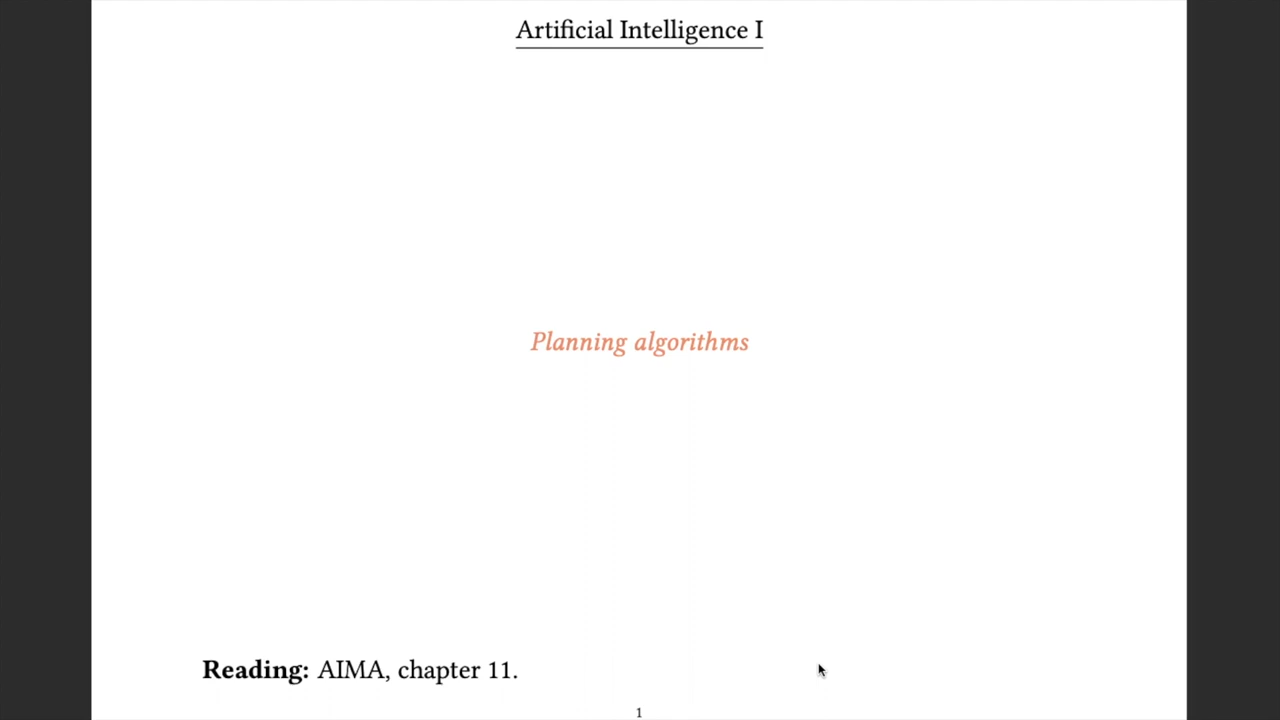 Artificial Intelligence I
Planning algorithms
Reading: AIMA, chapter 11.
1